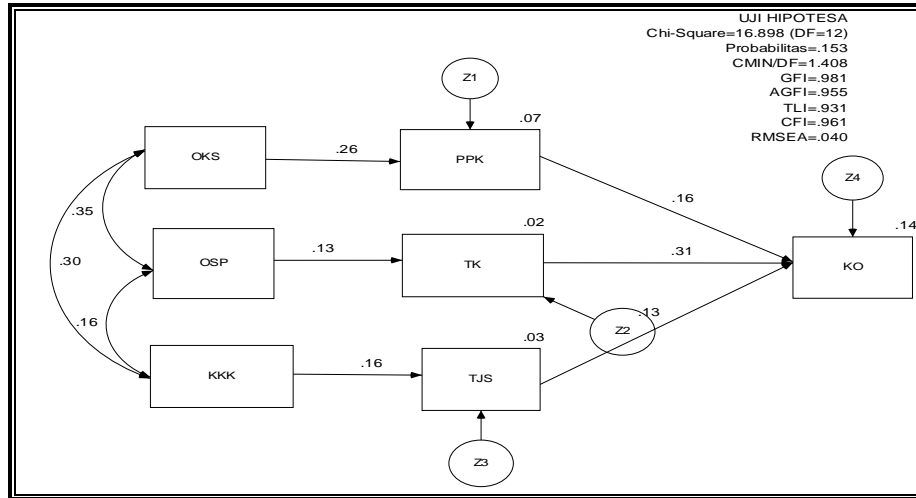 UJI HIPOTESA
Chi-Square=16.898 (DF=12)
Probabilitas=.153
CMIN/DF=1.408
GFI=.981
AGFI=.955
TLI=.931
CFI=.961
RMSEA=.040
Z1
.07
OKS
.26
PPK
Z4
.35
.16
.14
.02
.30
OSP
.13
TK
.31
KO
.16
.13
Z2
.03
KKK
.16
TJS
Z3